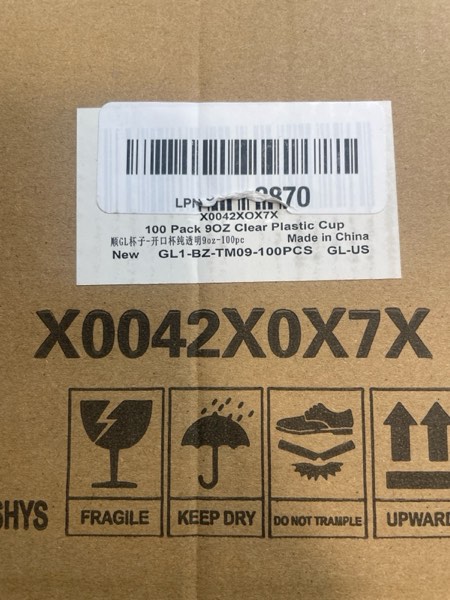 LPN 2870
X0042XOX7X
100 Pack 9OZ Clear Plastic Cup
顺GL杯子-开口杯纯透明9oz-100pc Made in China
New GL1-BZ-TM09-100PCS GL-US
X0042X0X7X
SHYS FRAGILE KEEP DRY DO NOT TRAMPLE UPWARD